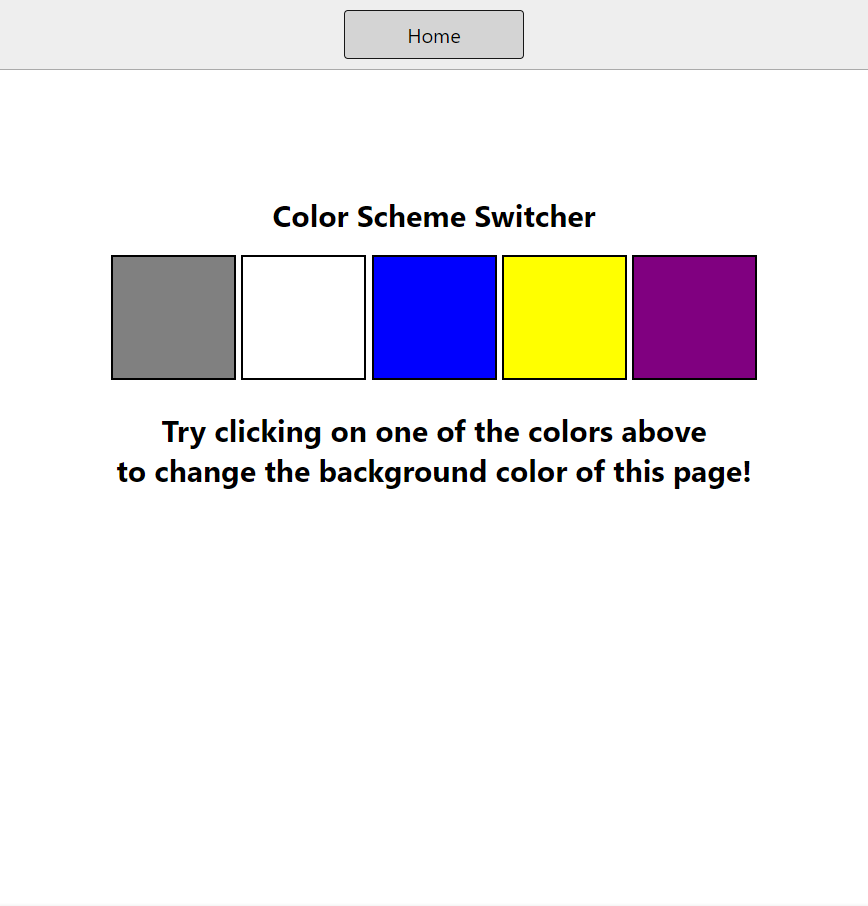 Home
Color Scheme Switcher
Try clicking on one of the colors above
to change the background color of this page!